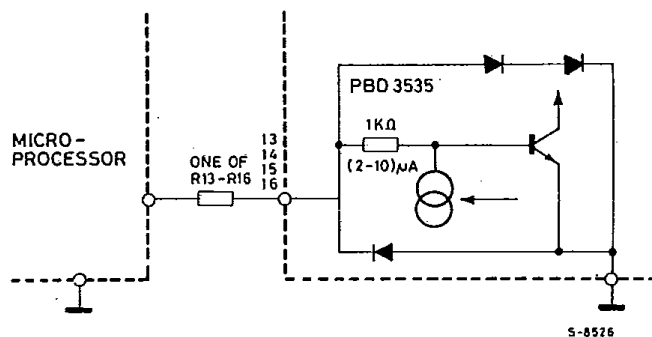 PBD 3535
MICRO-
PROCESSOR
ONE OF
R13-R16
13
14
15
16
1KΩ
(2-10)μA
S-8526